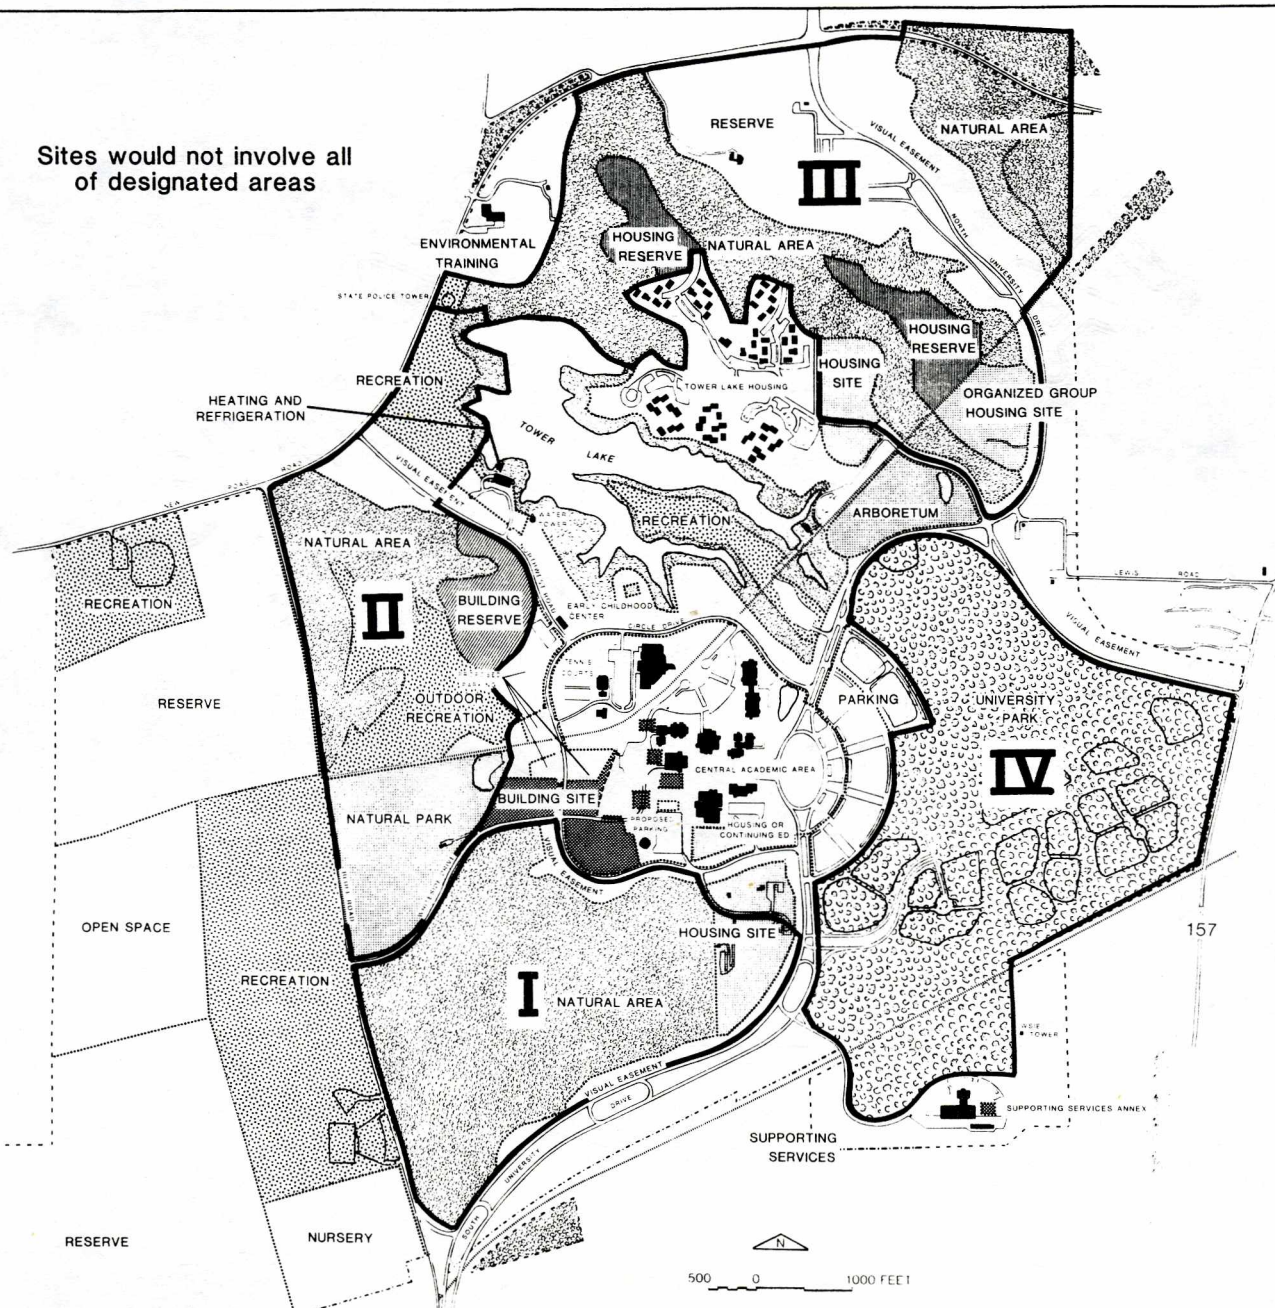 Sites would not involve all
of designated areas
RESERVE
VISUAL EASEMENT
NATURAL AREA
III
NORTH
UNIVERSITY
DRIVE
ENVIRONMENTAL
TRAINING
HOUSING
RESERVE
NATURAL AREA
STATE POLICE TOWER
HOUSING
RESERVE
RECREATION
HOUSING
SITE
TOWER LAKE HOUSING
ORGANIZED GROUP
HOUSING SITE
HEATING AND
REFRIGERATION
TOWER
LAKE
ROAD
VISUAL EASEMENT
RECREATION
ARBORETUM
NATURAL AREA
LEWIS ROAD
RECREATION
II
BUILDING
RESERVE
EARLY CHILDHOOD
CENTER
CIRCLE DRIVE
VISUAL EASEMENT
TENNIS
COURTS
RESERVE
OUTDOOR
RECREATION
PARKING
UNIVERSITY
PARK
CENTRAL ACADEMIC AREA
IV
BUILDING SITE
NATURAL PARK
PROPOSED
PARKING
HOUSING OR
CONTINUING ED
VISUAL
EASEMENT
OPEN SPACE
HOUSING SITE
157
RECREATION
I
NATURAL AREA
TOWER
VISUAL EASEMENT
DRIVE
SUPPORTING SERVICES ANNEX
SUPPORTING
SERVICES
UNIVERSITY
SOUTH
RESERVE
NURSERY
N
500 0 1000 FEET